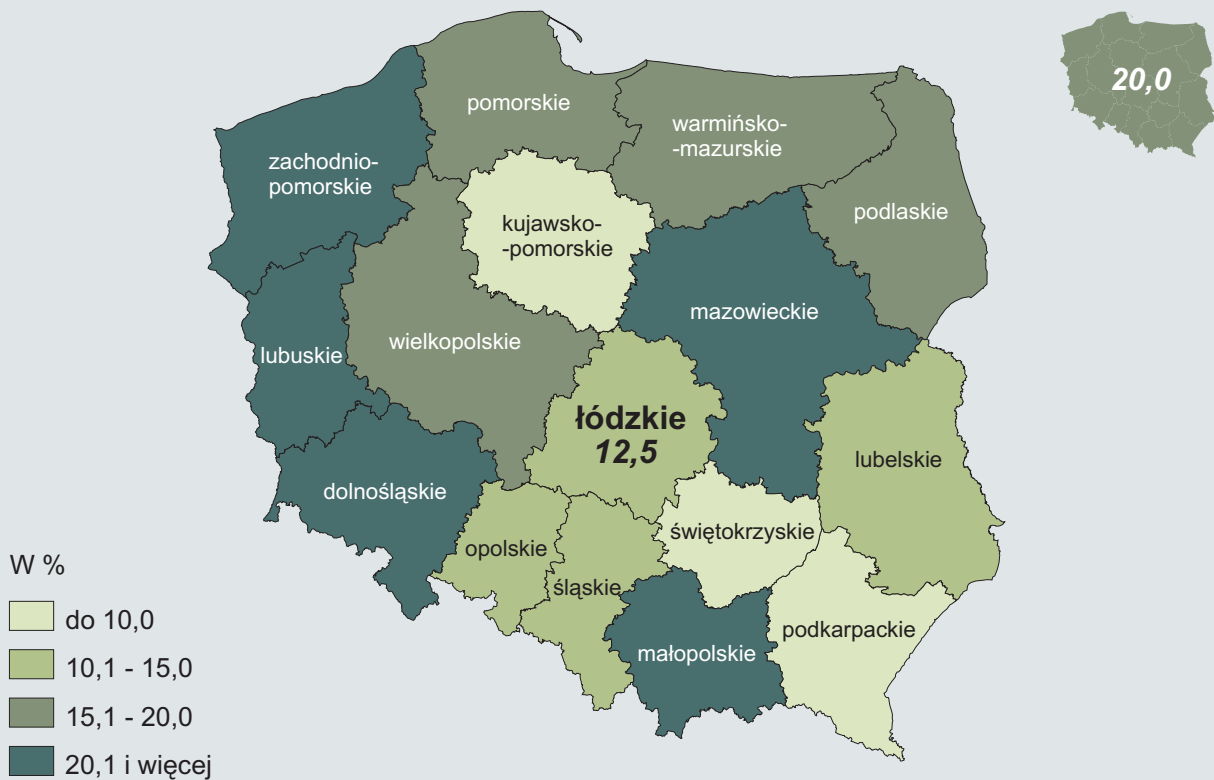 20,0
pomorskie
warmińsko-
-mazurskie
zachodnio-
pomorskie
podlaskie
kujawsko-
-pomorskie
mazowieckie
wielkopolskie
lubuskie
łódzkie
12,5
lubelskie
dolnośląskie
świętokrzyskie
opolskie
śląskie
podkarpackie
małopolskie
W %
do 10,0
10,1 - 15,0
15,1 - 20,0
20,1 i więcej